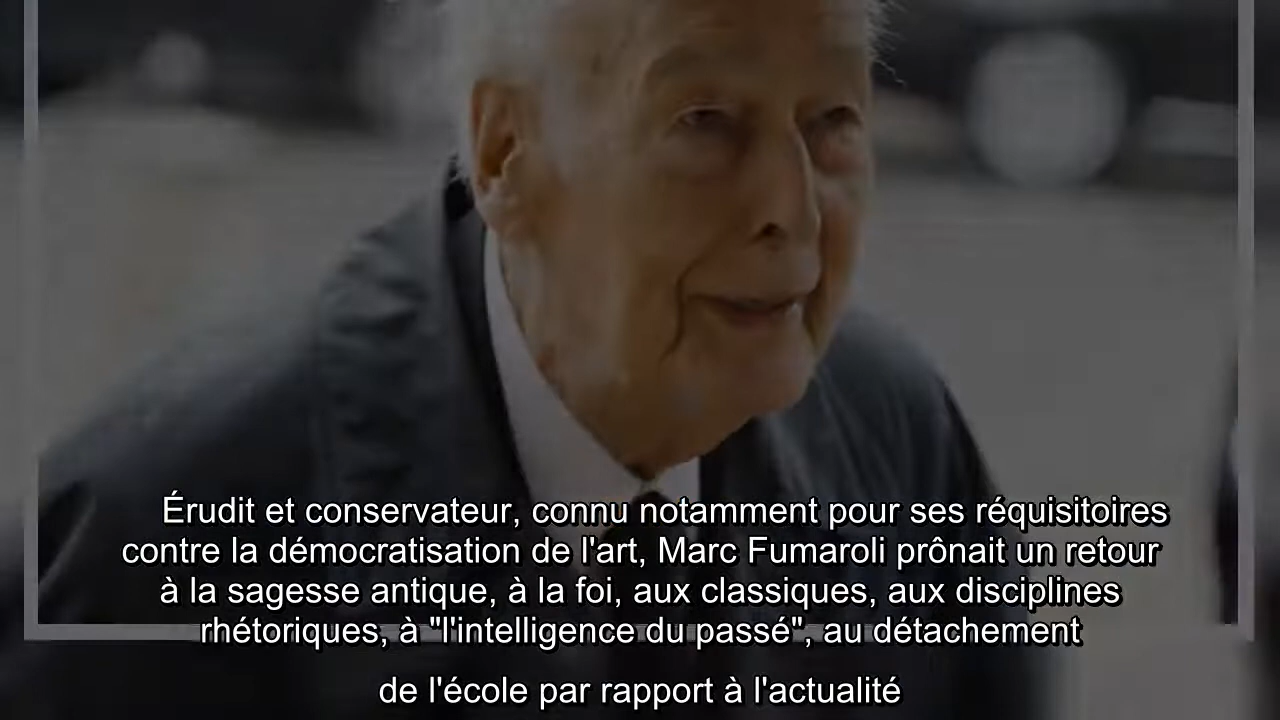 Érudit et conservateur, connu notamment pour ses réquisitoires
contre la démocratisation de l'art, Marc Fumaroli prônait un retour
à la sagesse antique, à la foi, aux classiques, aux disciplines
rhétoriques, à "l'intelligence du passé", au détachement
de l'école par rapport à l'actualité